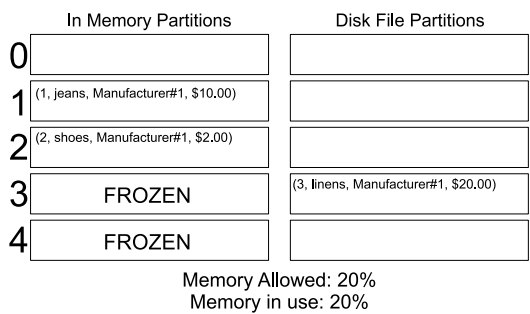 In Memory Partitions Disk File Partitions
0
1 (1, jeans, Manufacturer#1, $10.00)
2 (2, shoes, Manufacturer#1, $2.00)
3 FROZEN (3, linens, Manufacturer#1, $20.00)
4 FROZEN
Memory Allowed: 20%
Memory in use: 20%